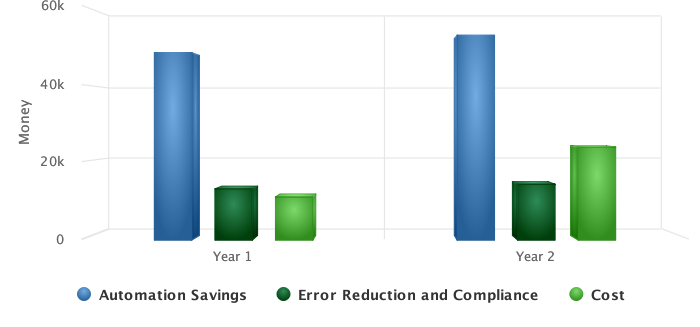 60k
40k
Money
20k
0
Year 1 Year 2
Automation Savings Error Reduction and Compliance Cost